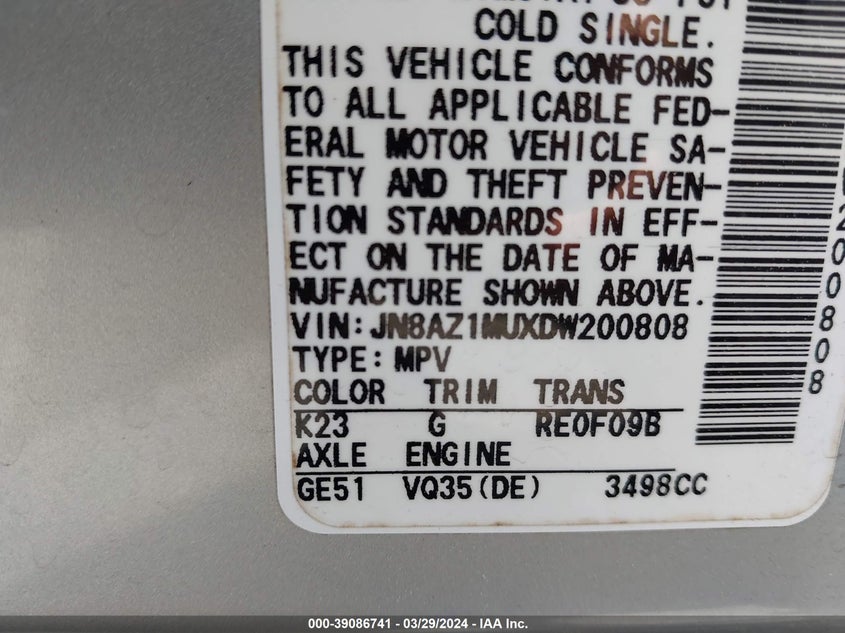 COLD SINGLE.
THIS VEHICLE CONFORMS
TO ALL APPLICABLE FED-
ERAL MOTOR VEHICLE SA-
FETY AND THEFT PREVEN-
TION STANDARDS IN EFF-
ECT ON THE DATE OF MA-
NUFACTURE SHOWN ABOVE.
VIN:JN8AZ1MUXDW200808
TYPE:MPV
COLOR TRIM TRANS
K23 G RE0F09B
AXLE ENGINE
GE51 VQ35(DE) 3498CC
200808
000-39086741 - 03/29/2024 - IAA Inc.